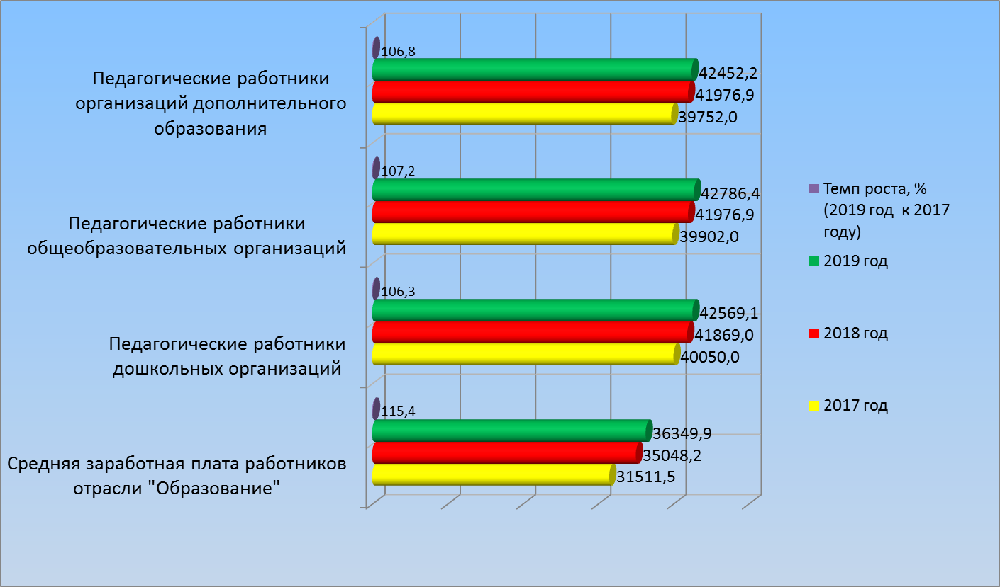 Педагогические работники
организаций дополнительного
образования
106,8
42452,2
41976,9
39752,0
Педагогические работники
общеобразовательных организаций
107,2
42786,4
41976,9
39902,0
Педагогические работники
дошкольных организаций
106,3
42569,1
41869,0
40050,0
Средняя заработная плата работников
отрасли "Образование"
115,4
36349,9
35048,2
31511,5
Темп роста, %
(2019 год к 2017
году)
2019 год
2018 год
2017 год